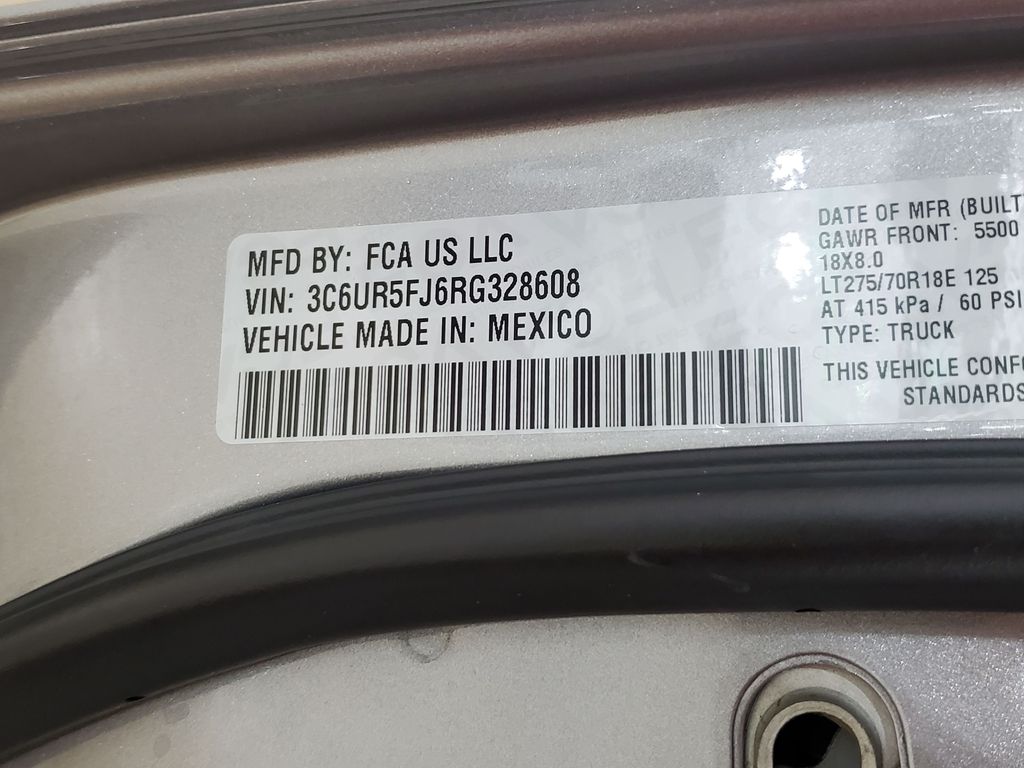 MFD BY: FCA US LLC
VIN: 3C6UR5FJ6RG328608
VEHICLE MADE IN: MEXICO
DATE OF MFR (BUILT
GAWR FRONT: 5500
18X8.0
LT275/70R18E 125
AT 415 kPa / 60 PSI
TYPE: TRUCK
THIS VEHICLE CONFO
STANDARDS